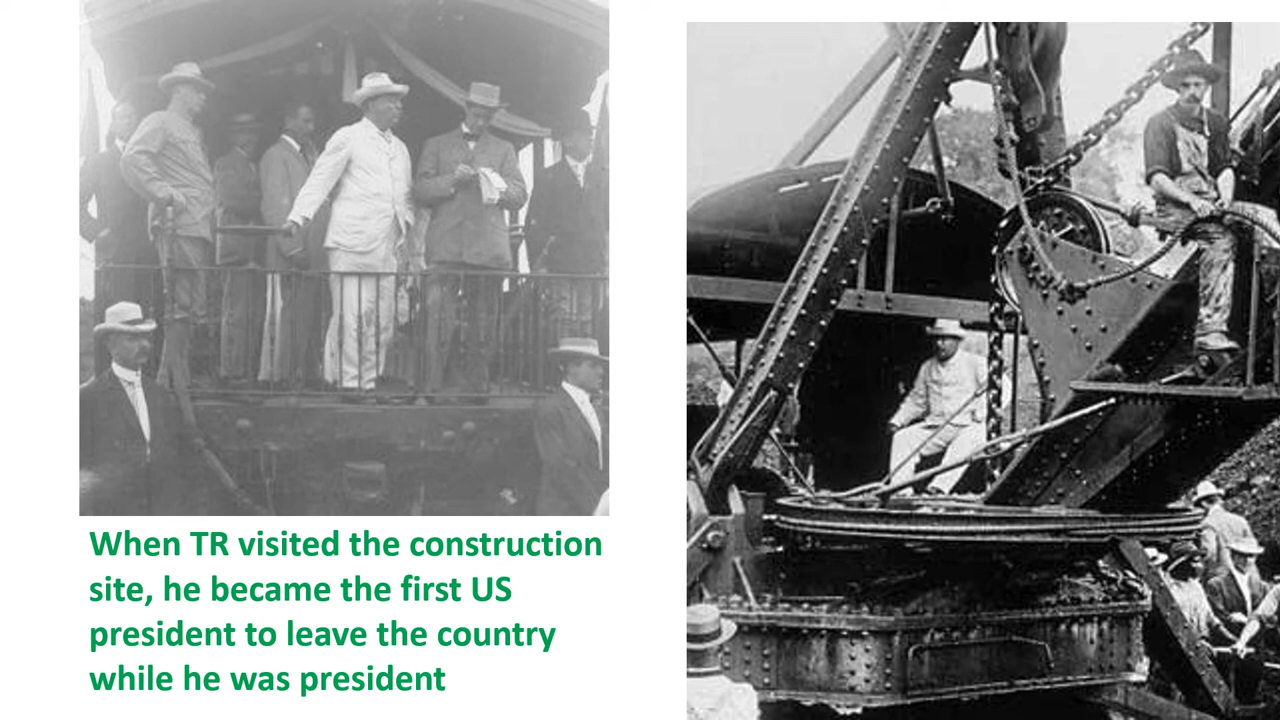 When TR visited the construction
site, he became the first US
president to leave the country
while he was president